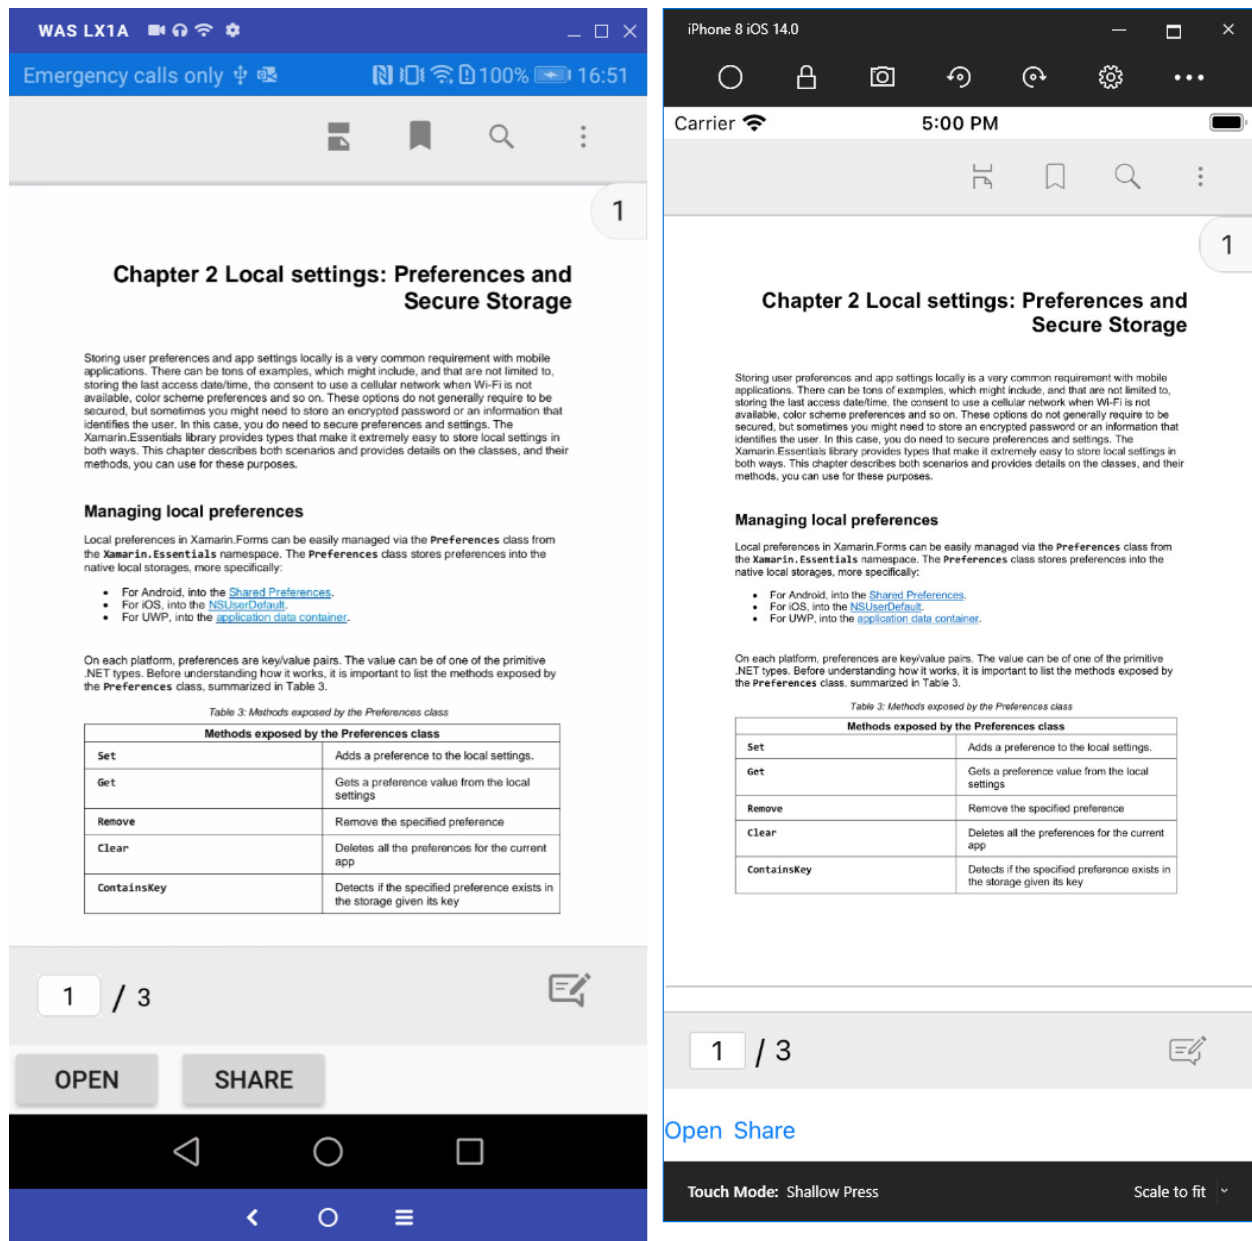 WAS LX1A
Emergency calls only
100% 16:51
1
Chapter 2 Local settings: Preferences and
Secure Storage
Storing user preferences and app settings locally is a very common requirement with mobile
applications. There can be tons of examples, which might include, and that are not limited to,
storing the last access date/time, the consent to use a cellular network when Wi-Fi is not
available, color scheme preferences and so on. These options do not generally require to be
secured, but sometimes you might need to store an encrypted password or an information that
identifies the user. In this case, you do need to secure preferences and settings. The
Xamarin.Essentials library provides types that make it extremely easy to store local settings in
both ways. This chapter describes both scenarios and provides details on the classes, and their
methods, you can use for these purposes.
Managing local preferences
Local preferences in Xamarin.Forms can be easily managed via the Preferences class from
the Xamarin.Essentials namespace. The Preferences class stores preferences into the
native local storages, more specifically:
• For Android, into the Shared Preferences.
• For iOS, into the NSUserDefault.
• For UWP, into the application data container.
On each platform, preferences are key/value pairs. The value can be of one of the primitive
.NET types. Before understanding how it works, it is important to list the methods exposed by
the Preferences class, summarized in Table 3.
Table 3: Methods exposed by the Preferences class
Methods exposed by the Preferences class
Set Adds a preference to the local settings.
Get Gets a preference value from the local
settings
Remove Remove the specified preference
Clear Deletes all the preferences for the current
app
ContainsKey Detects if the specified preference exists in
the storage given its key
1 / 3
OPEN SHARE
iPhone 8 iOS 14.0
Carrier 5:00 PM
1
Chapter 2 Local settings: Preferences and
Secure Storage
Storing user preferences and app settings locally is a very common requirement with mobile
applications. There can be tons of examples, which might include, and that are not limited to,
storing the last access date/time, the consent to use a cellular network when Wi-Fi is not
available, color scheme preferences and so on. These options do not generally require to be
secured, but sometimes you might need to store an encrypted password or an information that
identifies the user. In this case, you do need to secure preferences and settings. The
Xamarin.Essentials library provides types that make it extremely easy to store local settings in
both ways. This chapter describes both scenarios and provides details on the classes, and their
methods, you can use for these purposes.
Managing local preferences
Local preferences in Xamarin.Forms can be easily managed via the Preferences class from
the Xamarin.Essentials namespace. The Preferences class stores preferences into the
native local storages, more specifically:
• For Android, into the Shared Preferences.
• For iOS, into the NSUserDefault.
• For UWP, into the application data container.
On each platform, preferences are key/value pairs. The value can be of one of the primitive
.NET types. Before understanding how it works, it is important to list the methods exposed by
the Preferences class, summarized in Table 3.
Table 3: Methods exposed by the Preferences class
Methods exposed by the Preferences class
Set Adds a preference to the local settings.
Get Gets a preference value from the local
settings
Remove Remove the specified preference
Clear Deletes all the preferences for the current
app
ContainsKey Detects if the specified preference exists in
the storage given its key
1 / 3
Open Share
Touch Mode: Shallow Press Scale to fit